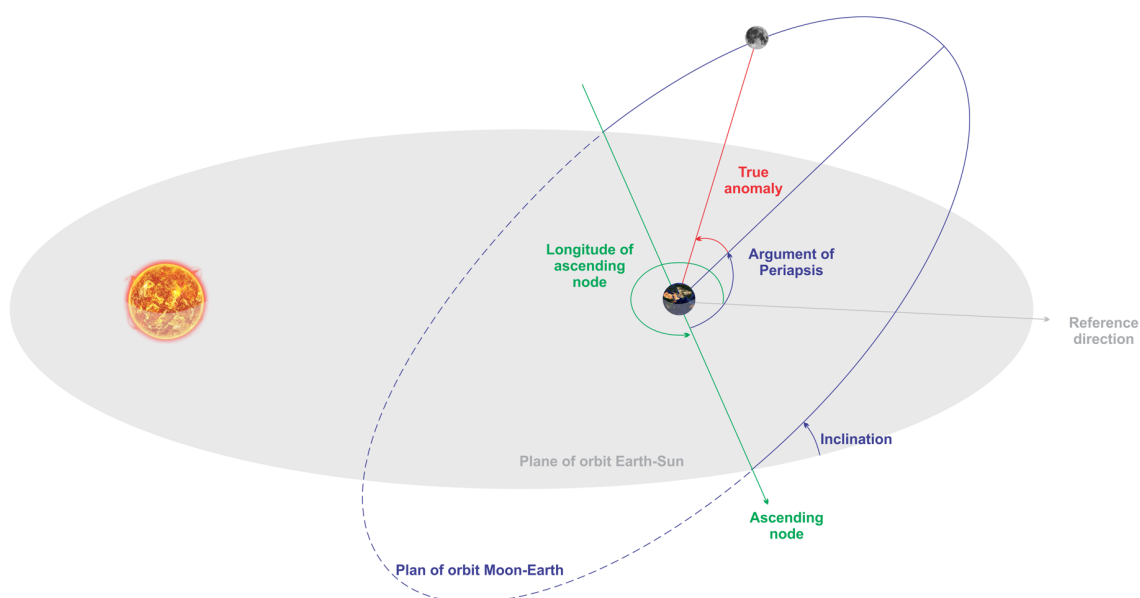 True
anomaly
Longitude of
ascending
node
Argument of
Periapsis
Reference
direction
Inclination
Plane of orbit Earth-Sun
Ascending
node
Plan of orbit Moon-Earth